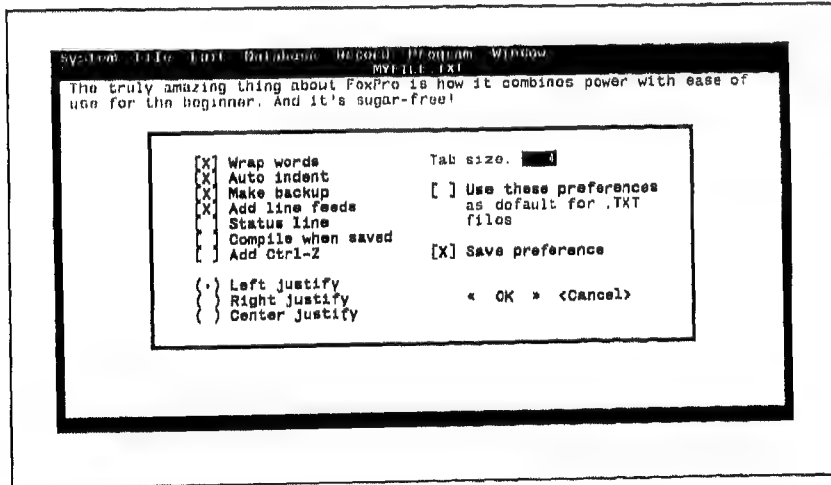 System File Edit Database Record Program Window
MYFILE.TXT
The truly amazing thing about FoxPro is how it combines power with ease of
use for the beginner. And it's sugar-free!
[X] Wrap words
[X] Auto indent
[X] Make backup
[X] Add line feeds
[ ] Status line
[ ] Compile when saved
[ ] Add Ctrl-Z
(·) Left justify
( ) Right justify
( ) Center justify
Tab size. 4
[ ] Use these preferences
as default for .TXT
files
[X] Save preference
« OK » <Cancel>